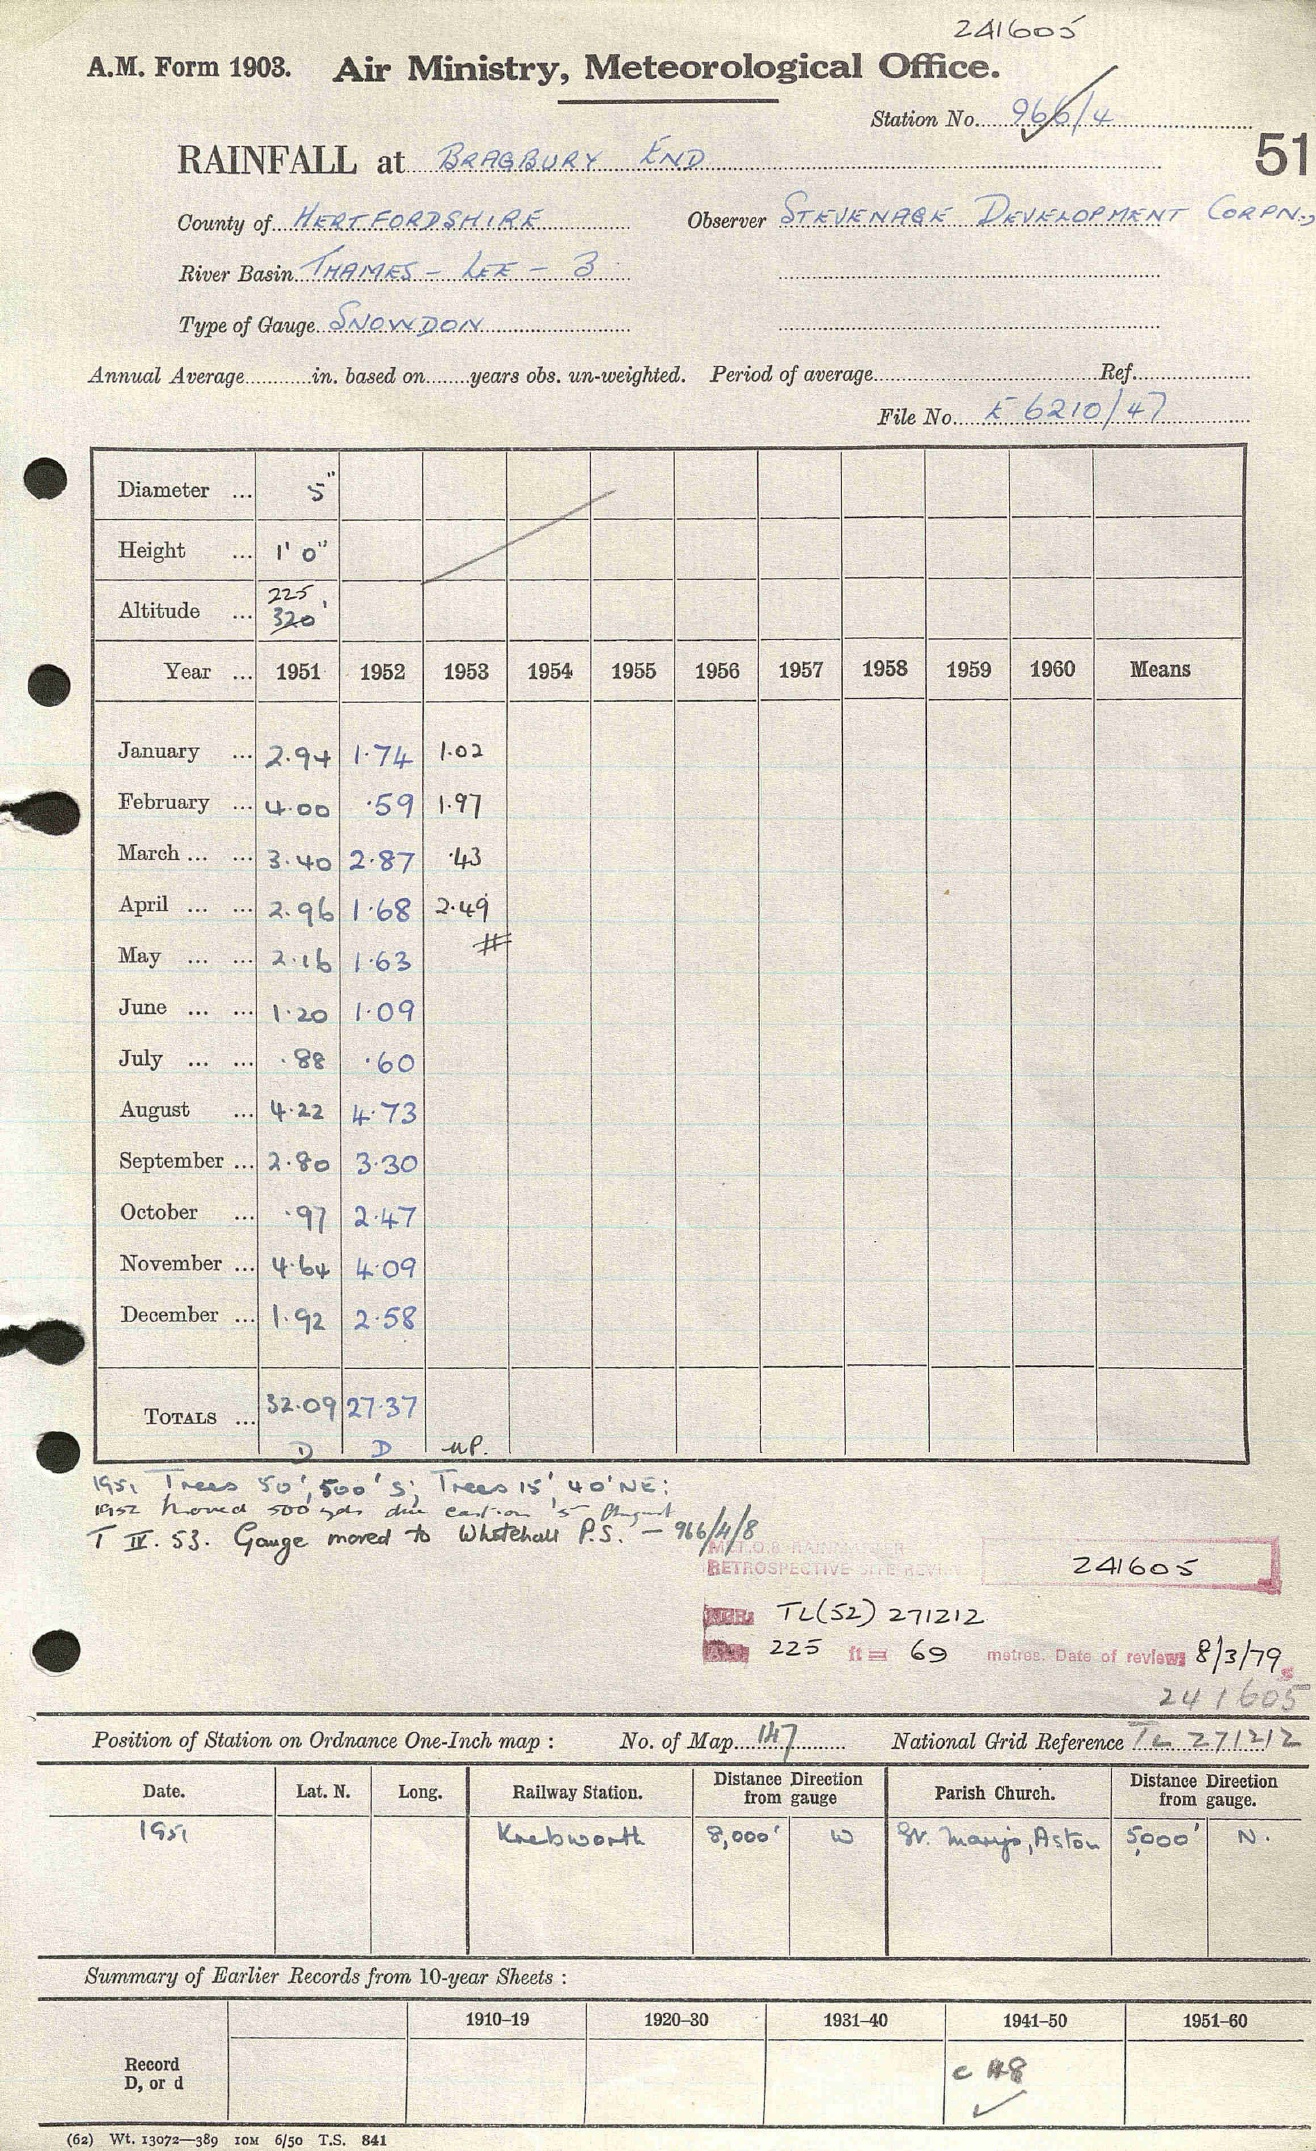 241605
A.M. Form 1903. Air Ministry, Meteorological Office.
Station No. 966/4
51
RAINFALL at BRAGBURY END
County of HERTFORDSHIRE Observer STEVENAGE DEVELOPMENT CORPN.,
River Basin THAMES - LEE - 3
Type of Gauge SNOWDON
Annual Average in. based on years obs. un-weighted. Period of average Ref.
File No. E 6210/47
Diameter ... 5"
Height ... 1' 0"
225
Altitude ... 320'
Year ... 1951 1952 1953 1954 1955 1956 1957 1958 1959 1960 Means
January ... 2.94 1.74 1.02
February ... 4.00 .59 1.97
March ... ... 3.40 2.87 .43
April ... ... 2.96 1.68 2.49
May ... ... 2.16 1.63
June ... ... 1.20 1.09
July ... ... .88 .60
August ... 4.22 4.73
September ... 2.80 3.30
October ... .97 2.47
November ... 4.64 4.09
December ... 1.92 2.58
TOTALS ... 32.09 27.37
D D MP.
1951 Trees 50', 500' S; Trees 15', 40' NE:
1952 Moved 500 yds due east on 5 August
T IV. 53. Gauge moved to Whitehall P.S. - 966/4/8
MET.O.8 RAINMASTER
RETROSPECTIVE SITE REVIEW
241605
NGR TL(52) 271212
225 ft = 69 metres. Date of review: 8/3/79
241605
Position of Station on Ordnance One-Inch map : No. of Map 147 National Grid Reference TL 271212
Date. Lat. N. Long. Railway Station. Distance Direction from gauge Parish Church. Distance Direction from gauge.
1951 Knebworth 8,000' W St. Mary's, Aston 5000' N.
Summary of Earlier Records from 10-year Sheets :
1910–19 1920–30 1931–40 1941–50 1951–60
Record
D, or d
c 48
(62) Wt. 13072—389 10M 6/50 T.S. 841